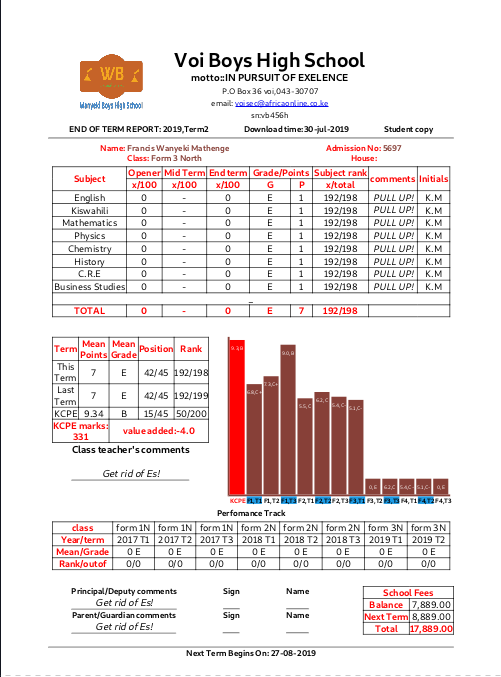 Voi Boys High School
WB
Wanyeki Boys High School
motto::IN PURSUIT OF EXELENCE
P.O Box 36 voi,043-30707
email: voisec@africaonline.co.ke
sn:vb456h
END OF TERM REPORT: 2019,Term2 Download time:30-jul-2019 Student copy
Name: Francis Wanyeki Mathenge Admission No: 5697
Class: Form 3 North House:
Subject Opener Mid Term End term Grade/Points Subject rank comments Initials
x/100 x/100 x/100 G P x/total
English 0 - 0 E 1 192/198 PULL UP! K.M
Kiswahili 0 - 0 E 1 192/198 PULL UP! K.M
Mathematics 0 - 0 E 1 192/198 PULL UP! K.M
Physics 0 - 0 E 1 192/198 PULL UP! K.M
Chemistry 0 - 0 E 1 192/198 PULL UP! K.M
History 0 - 0 E 1 192/198 PULL UP! K.M
C.R.E 0 - 0 E 1 192/198 PULL UP! K.M
Business Studies 0 - 0 E 1 192/198 PULL UP! K.M
_
TOTAL 0 - 0 E 7 192/198
Term Mean Points Mean Grade Position Rank
This Term 7 E 42/45 192/198
Last Term 7 E 42/45 192/199
KCPE 9.34 B 15/45 50/200
KCPE marks: 331 value added:-4.0
Class teacher's comments
Get rid of Es!
9.3,B 6.8,C+ 7.3,C+ 9.0,B 5.5, C 6.2, C 5.4, C- 5.1,C- 0,E 6.2,C 5.4,C- 5.1,C- 0,E
KCPE F1,T1 F1,T2 F1,T3 F2,T1 F2,T2 F2,T3 F3,T1 F3,T2 F3,T3 F4,T1 F4,T2 F4,T3
Perfomance Track
class form 1N form 1N form 1N form 2N form 2N form 2N form 3N form 3N
Year/term 2017 T1 2017 T2 2017 T3 2018 T1 2018 T2 2018 T3 2019 T1 2019 T2
Mean/Grade 0 E 0 E 0 E 0 E 0 E 0 E 0 E 0 E
Rank/outof 0/0 0/0 0/0 0/0 0/0 0/0 0/0 0/0
Principal/Deputy comments Sign Name
Get rid of Es!
Parent/Guardian comments Sign Name
Get rid of Es!
School Fees
Balance 7,889.00
Next Term 8,889.00
Total 17,889.00
Next Term Begins On: 27-08-2019